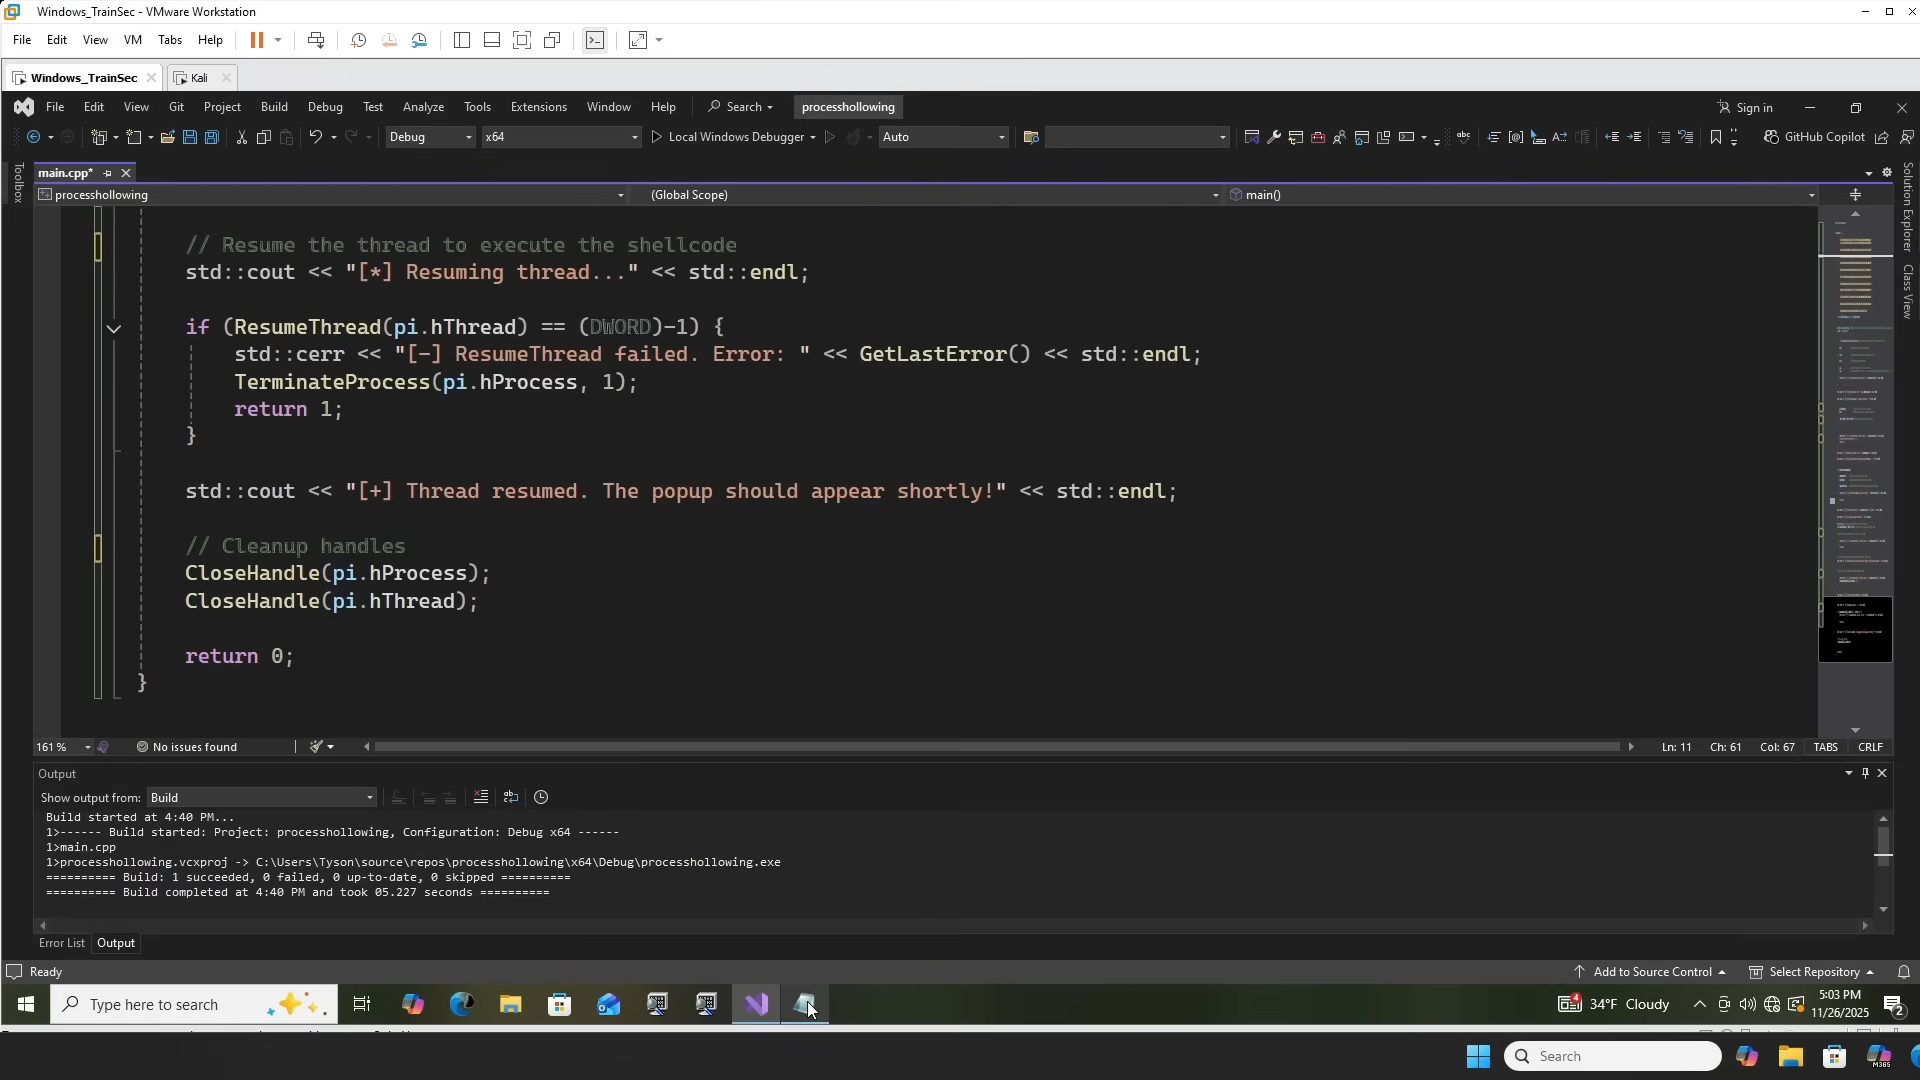 Windows_TrainSec - VMware Workstation
File Edit View VM Tabs Help
Windows_TrainSec Kali
File Edit View Git Project Build Debug Test Analyze Tools Extensions Window Help Search processhollowing Sign in
Debug x64 Local Windows Debugger Auto GitHub Copilot
Toolbox
main.cpp*
processhollowing (Global Scope) main()
Solution Explorer
Class View
// Resume the thread to execute the shellcode
std::cout << "[*] Resuming thread..." << std::endl;
if (ResumeThread(pi.hThread) == (DWORD)-1) {
std::cerr << "[-] ResumeThread failed. Error: " << GetLastError() << std::endl;
TerminateProcess(pi.hProcess, 1);
return 1;
}
std::cout << "[+] Thread resumed. The popup should appear shortly!" << std::endl;
// Cleanup handles
CloseHandle(pi.hProcess);
CloseHandle(pi.hThread);
return 0;
}
161 % No issues found Ln: 11 Ch: 61 Col: 67 TABS CRLF
Output
Show output from: Build
Build started at 4:40 PM...
1>------ Build started: Project: processhollowing, Configuration: Debug x64 ------
1>main.cpp
1>processhollowing.vcxproj -> C:\Users\Tyson\source\repos\processhollowing\x64\Debug\processhollowing.exe
========== Build: 1 succeeded, 0 failed, 0 up-to-date, 0 skipped ==========
========== Build completed at 4:40 PM and took 05.227 seconds ==========
Error List Output
Ready Add to Source Control Select Repository
Type here to search 4 34°F Cloudy 5:03 PM
11/26/2025 2
Search M365